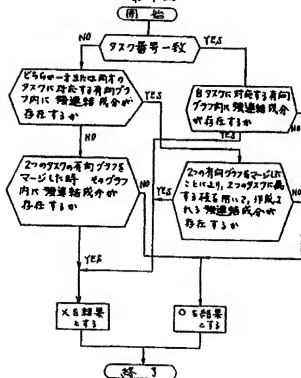 開始
タスク番号一致
NO
YES
どちらか一方または両方の
タスクに対応する有向グラ
フ内に強連結成分が
存在するか
YES
NO
自タスクに対応する有向
グラフ内に強連結成分が
存在するか
YES
NO
2つのタスクの有向グラフを
マージした時 そのグラフ
内に強連結成分が
存在するか
NO
YES
2つの有向グラフをマージした
ことにより、2つのタスクに属
する枝を用いて、作成さ
れる強連結成分が
存在するか
YES
NO
×を結果
とする
○を結果
とする
終了